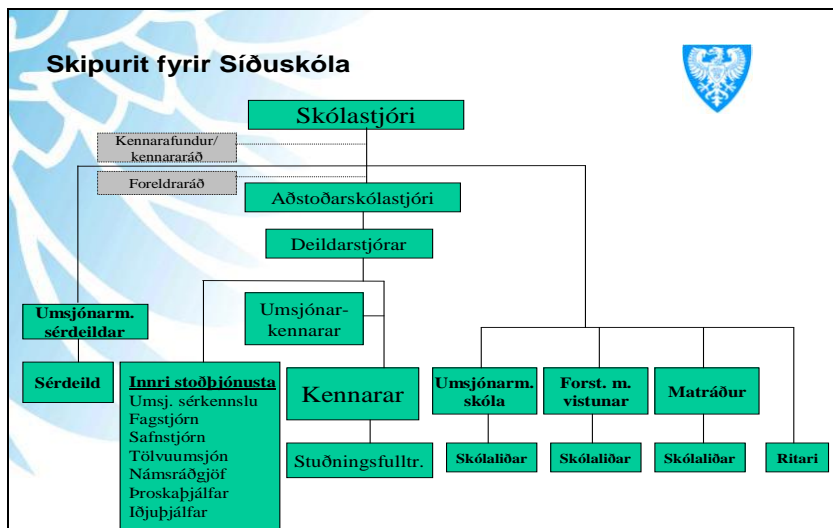 Skipurit fyrir Síðuskóla
Skólastjóri
Kennarafundur/
kennararáð
Foreldraráð
Aðstoðarskólastjóri
Deildarstjórar
Umsjónarm.
sérdeildar
Umsjónar-
kennarar
Sérdeild
Innri stoðþjónusta
Umsj. sérkennslu
Fagstjórn
Safnstjórn
Tölvuumsjón
Námsráðgjöf
Þroskaþjálfar
Iðjuþjálfar
Kennarar
Stuðningsfulltr.
Umsjónarm.
skóla
Forst. m.
vistunar
Matráður
Skólaliðar
Skólaliðar
Skólaliðar
Ritari